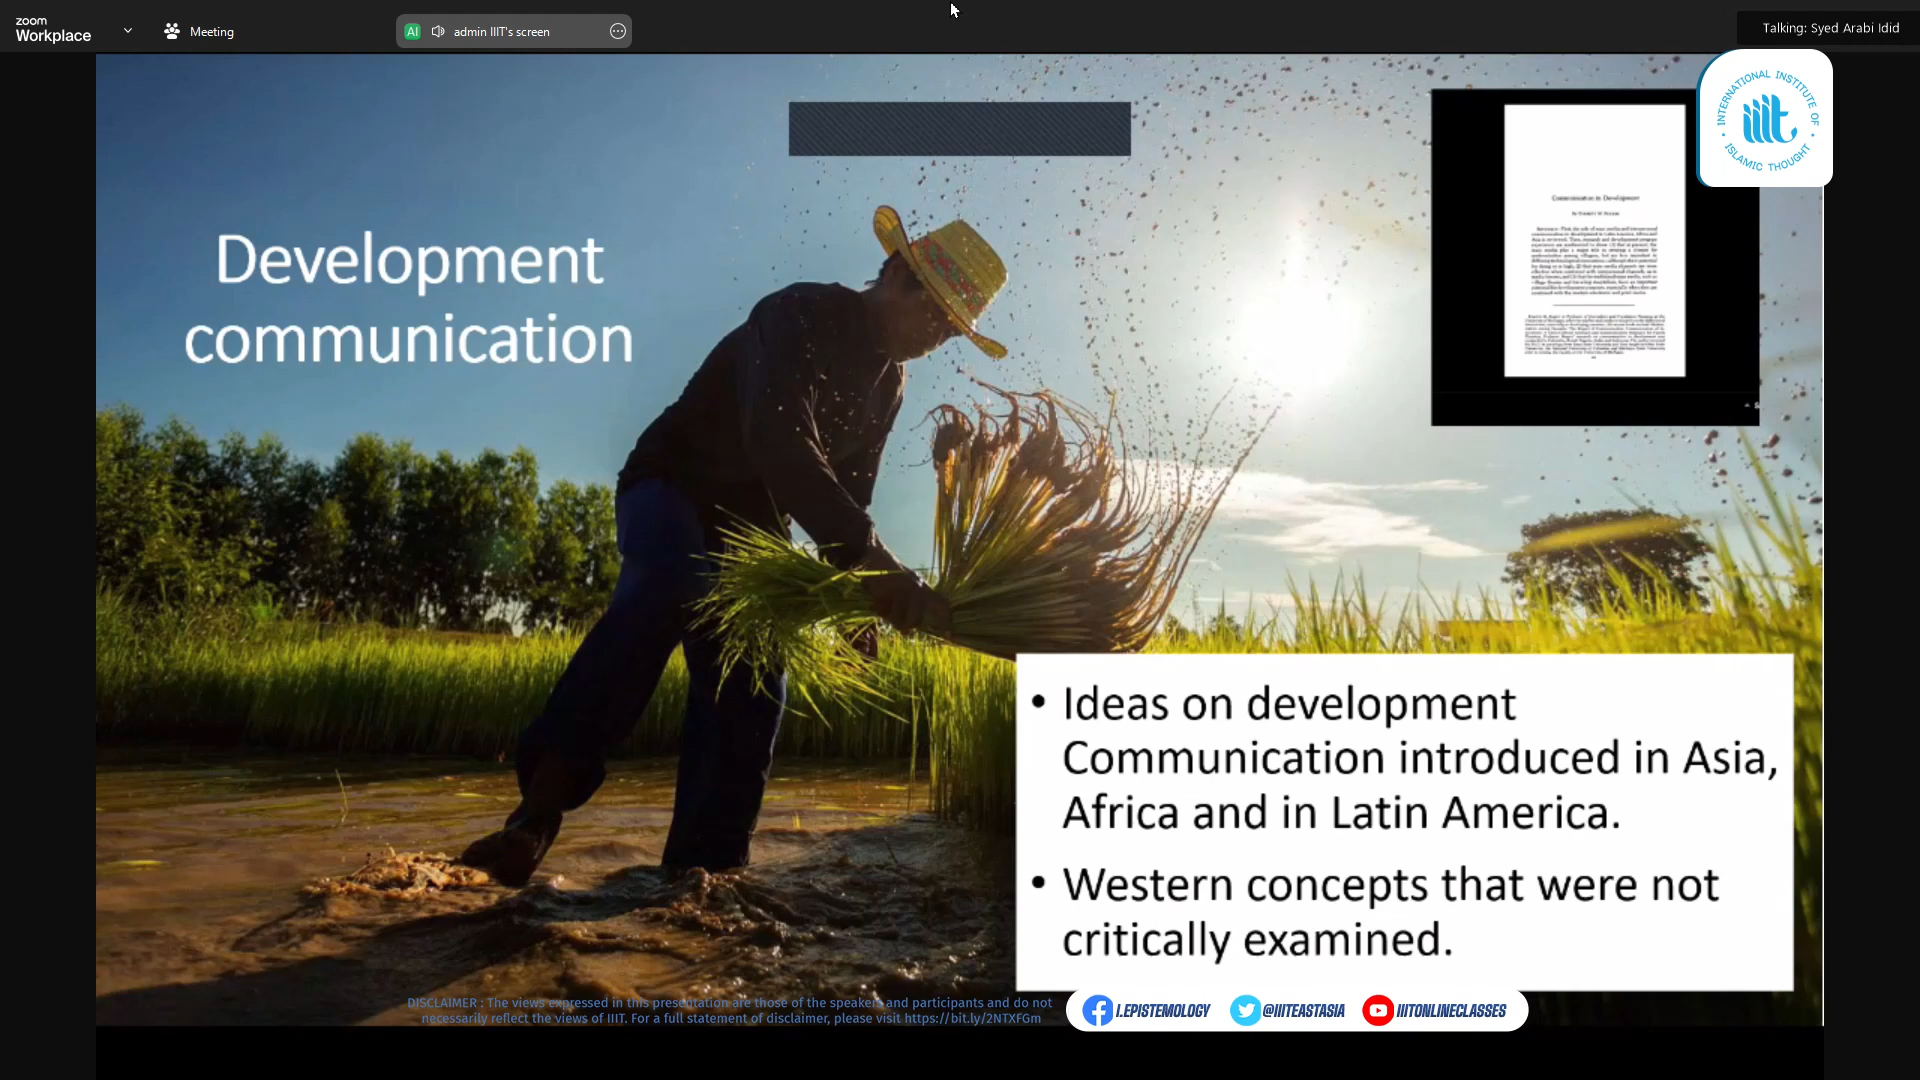 zoom
Workplace
Meeting
AI
admin IIIT's screen
Talking: Syed Arabi Idid
INTERNATIONAL INSTITUTE OF
iiit
ISLAMIC THOUGHT
Development
communication
Communication in Development
• Ideas on development
Communication introduced in Asia,
Africa and in Latin America.
• Western concepts that were not
critically examined.
DISCLAIMER : The views expressed in this presentation are those of the speakers and participants and do not
necessarily reflect the views of IIIT. For a full statement of disclaimer, please visit https://bit.ly/2NTXFGm
I.EPISTEMOLOGY
@IIITEASTASIA
IIITONLINECLASSES